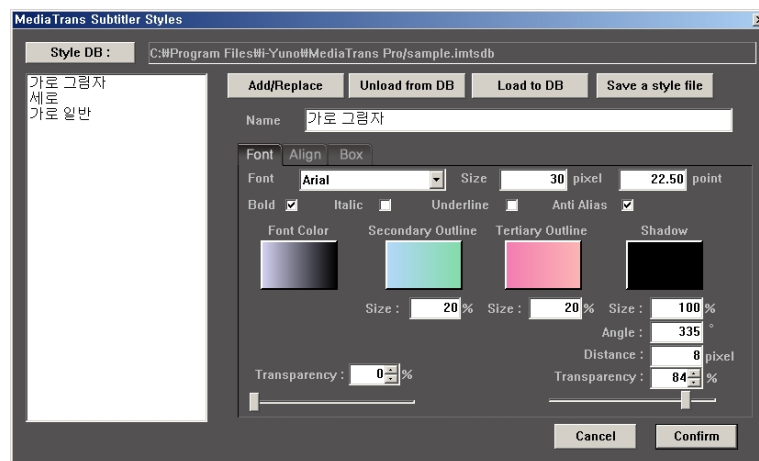 MediaTrans Subtitler Styles
Style DB : C:₩Program Files₩i-Yuno₩MediaTrans Pro/sample.imtsdb
가로 그림자
세로
가로 일반
Add/Replace Unload from DB Load to DB Save a style file
Name 가로 그림자
Font Align Box
Font Arial Size 30 pixel 22.50 point
Bold Italic Underline Anti Alias
Font Color Secondary Outline Tertiary Outline Shadow
Size : 20 % Size : 20 % Size : 100 %
Angle : 335 °
Distance : 8 pixel
Transparency : 0 % Transparency : 84 %
Cancel Confirm